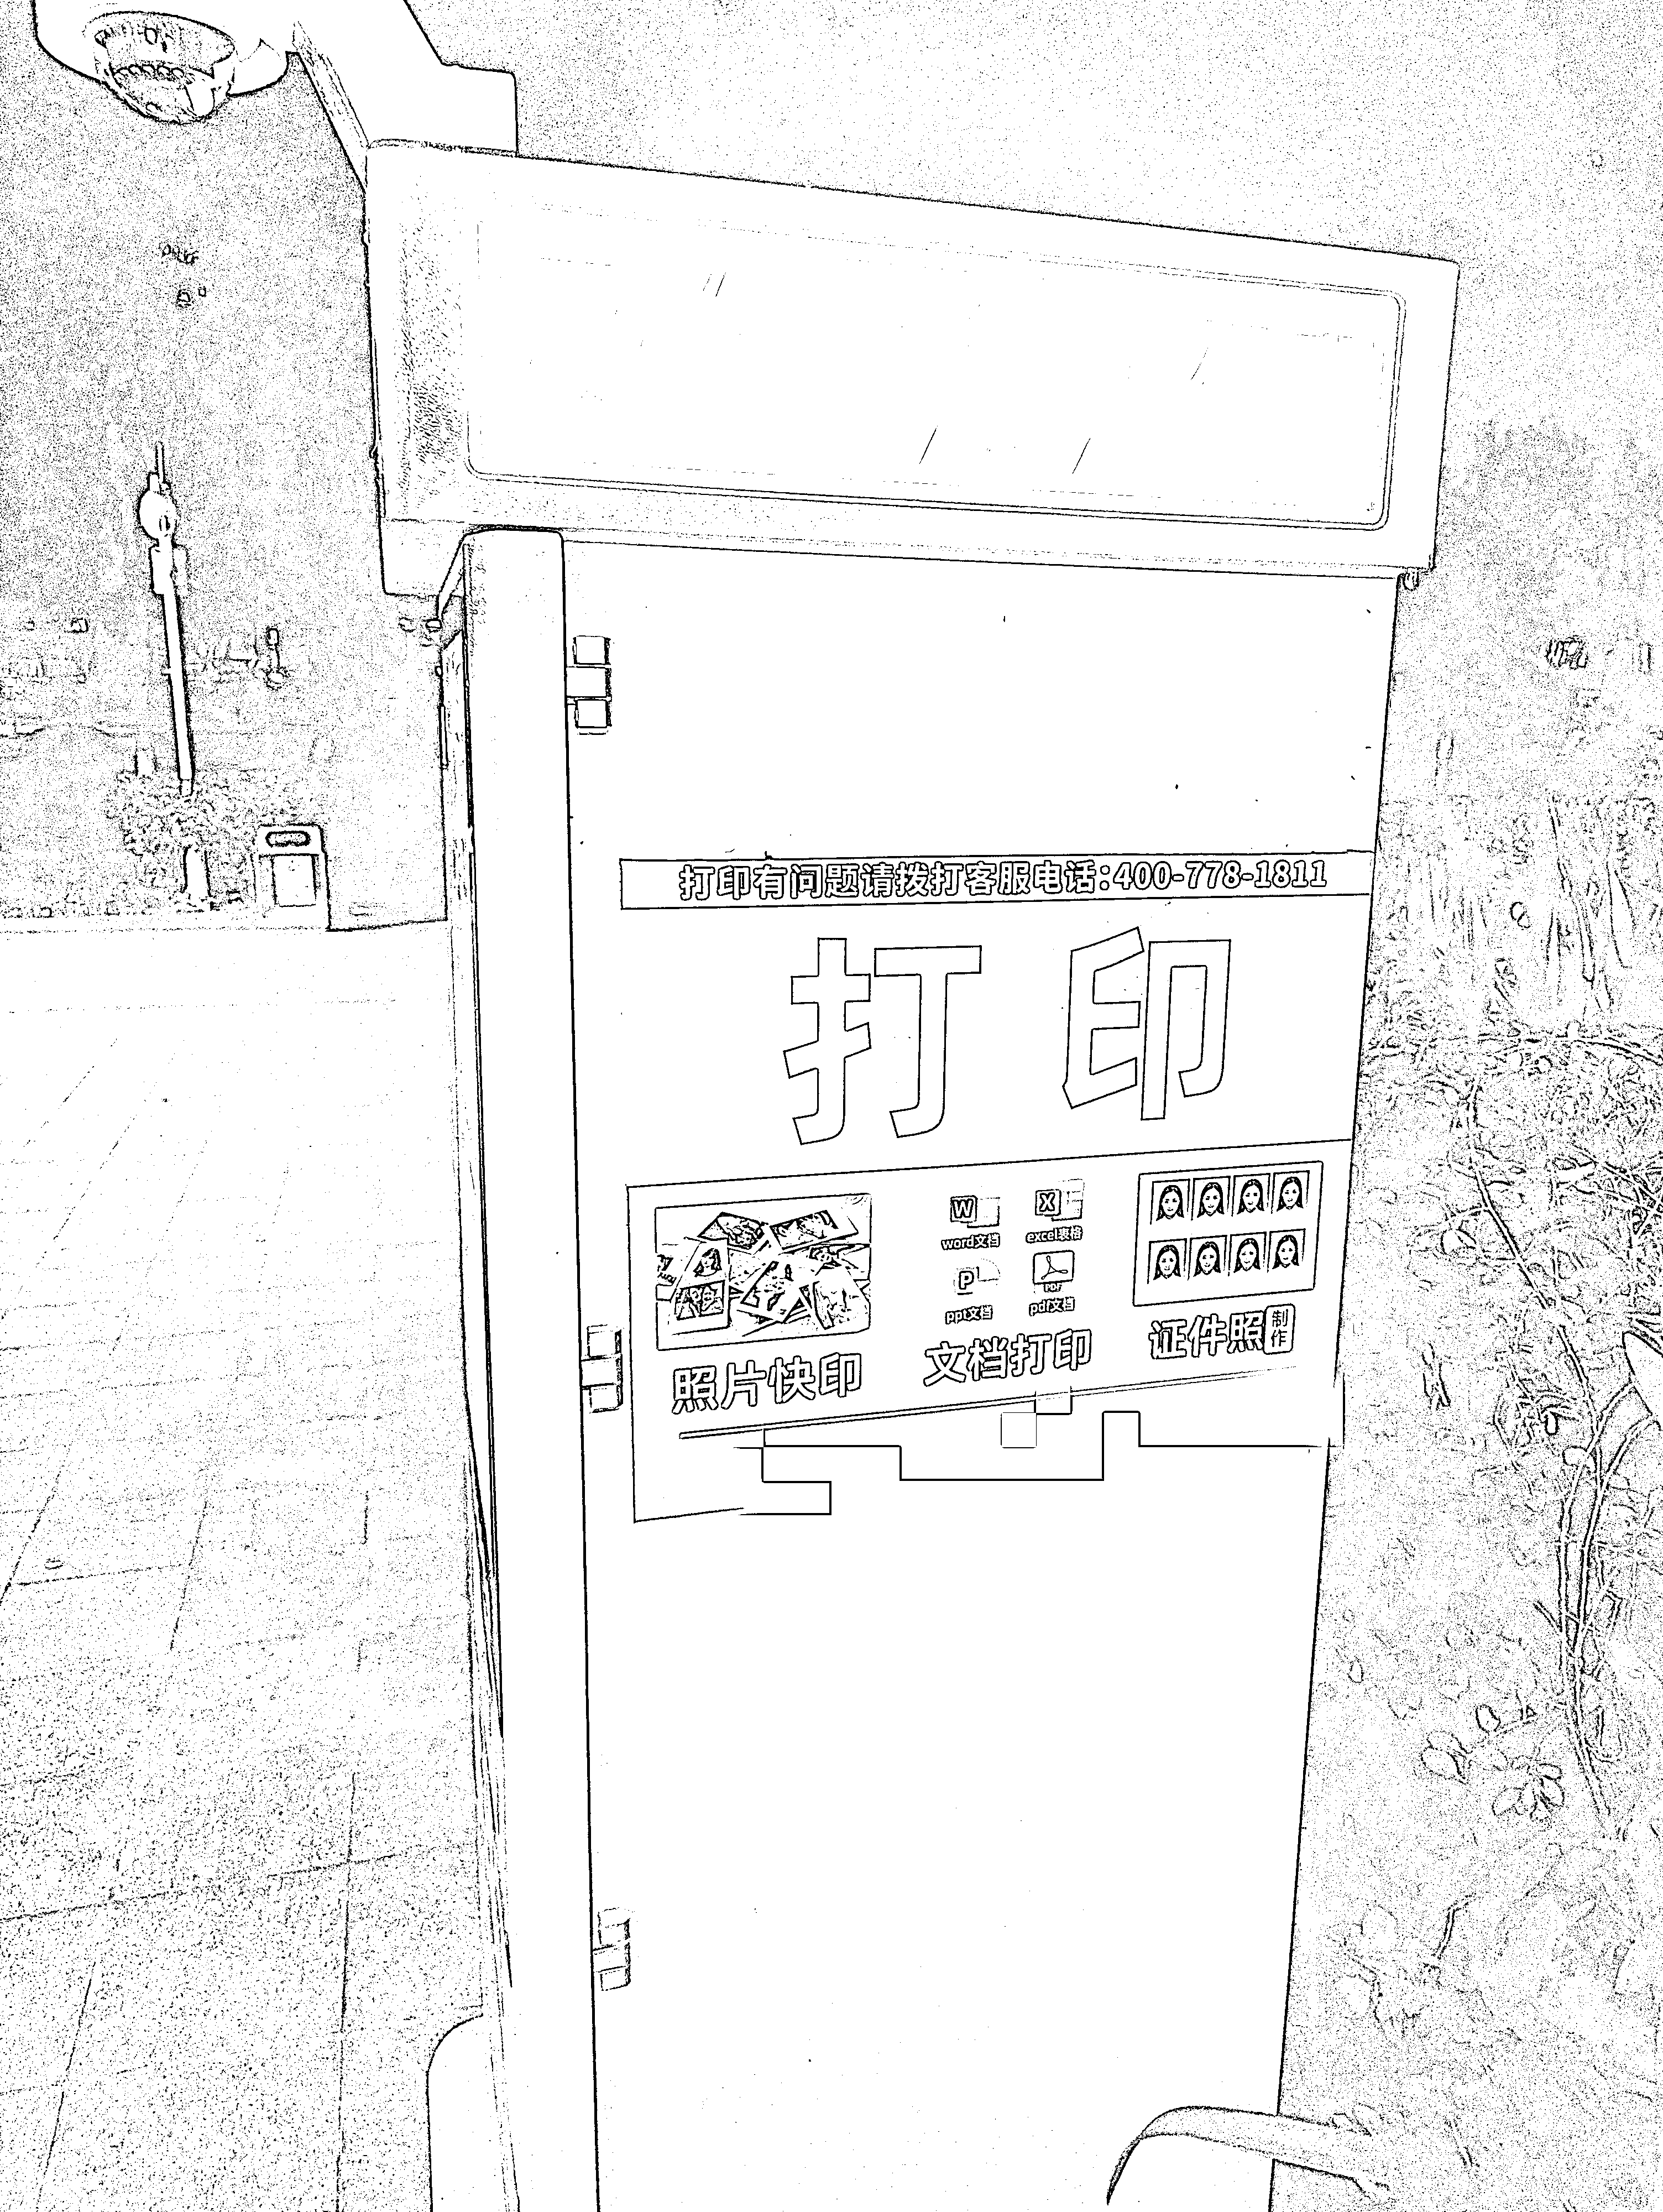 打印有问题请拨打客服电话:400-778-1811
打印
W
X
word文档
excel表格
P
PDF
ppt文档
pdf文档
照片快印
文档打印
证件照制作